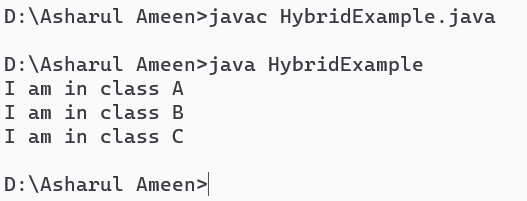 D:\Asharul Ameen>javac HybridExample.java
D:\Asharul Ameen>java HybridExample
I am in class A
I am in class B
I am in class C
D:\Asharul Ameen>